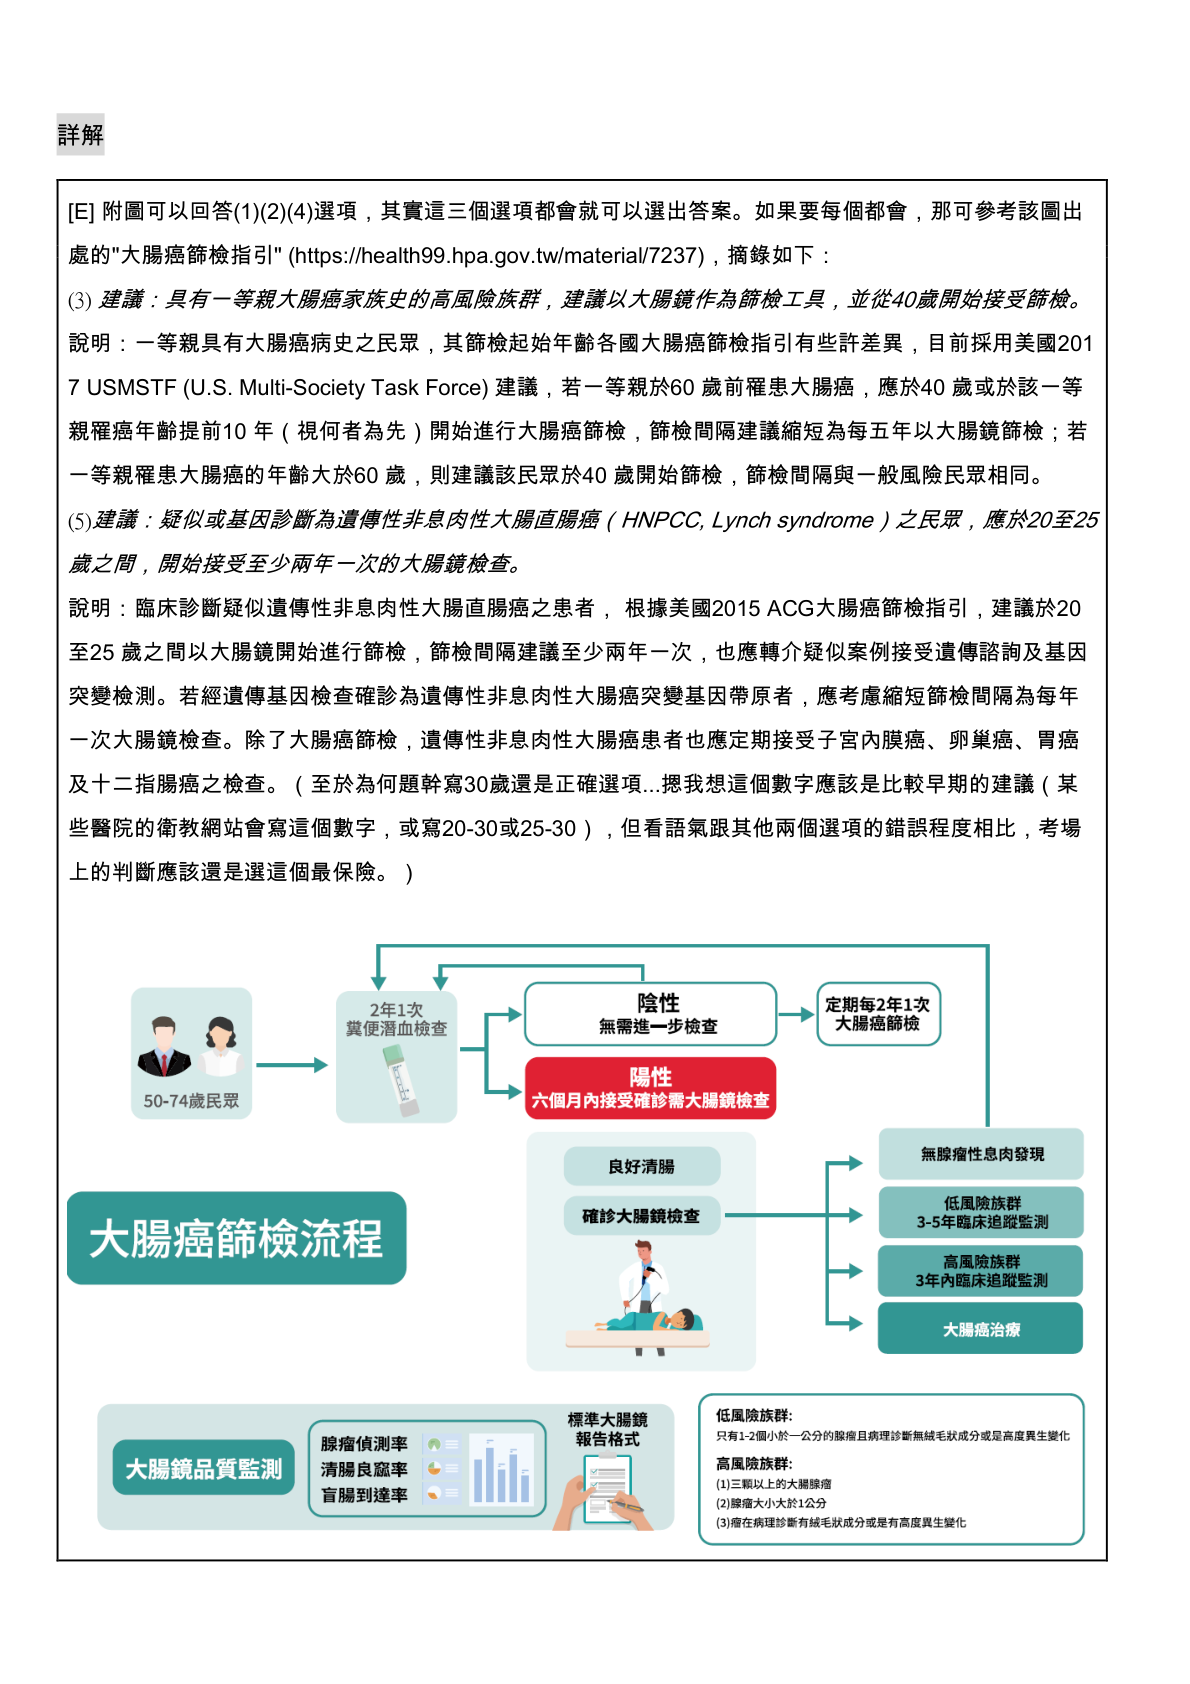 詳解
[E] 附圖可以回答(1)(2)(4)選項，其實這三個選項都會就可以選出答案。如果要每個都會，那可參考該圖出
處的"大腸癌篩檢指引" (https://health99.hpa.gov.tw/material/7237)，摘錄如下：
(3) 建議：具有一等親大腸癌家族史的高風險族群，建議以大腸鏡作為篩檢工具，並從40歲開始接受篩檢。
說明：一等親具有大腸癌病史之民眾，其篩檢起始年齡各國大腸癌篩檢指引有些許差異，目前採用美國201
7 USMSTF (U.S. Multi-Society Task Force) 建議，若一等親於60 歲前罹患大腸癌，應於40 歲或於該一等
親罹癌年齡提前10 年（視何者為先）開始進行大腸癌篩檢，篩檢間隔建議縮短為每五年以大腸鏡篩檢；若
一等親罹患大腸癌的年齡大於60 歲，則建議該民眾於40 歲開始篩檢，篩檢間隔與一般風險民眾相同。
(5)建議：疑似或基因診斷為遺傳性非息肉性大腸直腸癌（HNPCC, Lynch syndrome）之民眾，應於20至25
歲之間，開始接受至少兩年一次的大腸鏡檢查。
說明：臨床診斷疑似遺傳性非息肉性大腸直腸癌之患者， 根據美國2015 ACG大腸癌篩檢指引，建議於20
至25 歲之間以大腸鏡開始進行篩檢，篩檢間隔建議至少兩年一次，也應轉介疑似案例接受遺傳諮詢及基因
突變檢測。若經遺傳基因檢查確診為遺傳性非息肉性大腸癌突變基因帶原者，應考慮縮短篩檢間隔為每年
一次大腸鏡檢查。除了大腸癌篩檢，遺傳性非息肉性大腸癌患者也應定期接受子宮內膜癌、卵巢癌、胃癌
及十二指腸癌之檢查。（至於為何題幹寫30歲還是正確選項...摁我想這個數字應該是比較早期的建議（某
些醫院的衛教網站會寫這個數字，或寫20-30或25-30），但看語氣跟其他兩個選項的錯誤程度相比，考場
上的判斷應該還是選這個最保險。）
50-74歲民眾
2年1次
糞便潛血檢查
陰性
無需進一步檢查
定期每2年1次
大腸癌篩檢
陽性
六個月內接受確診需大腸鏡檢查
良好清腸
確診大腸鏡檢查
無腺瘤性息肉發現
低風險族群
3-5年臨床追蹤監測
高風險族群
3年內臨床追蹤監測
大腸癌治療
大腸癌篩檢流程
大腸鏡品質監測
腺瘤偵測率
清腸良窳率
盲腸到達率
標準大腸鏡
報告格式
低風險族群:
只有1-2個小於一公分的腺瘤且病理診斷無絨毛狀成分或是高度異生變化
高風險族群:
(1)三顆以上的大腸腺瘤
(2)腺瘤大小大於1公分
(3)瘤在病理診斷有絨毛狀成分或是有高度異生變化